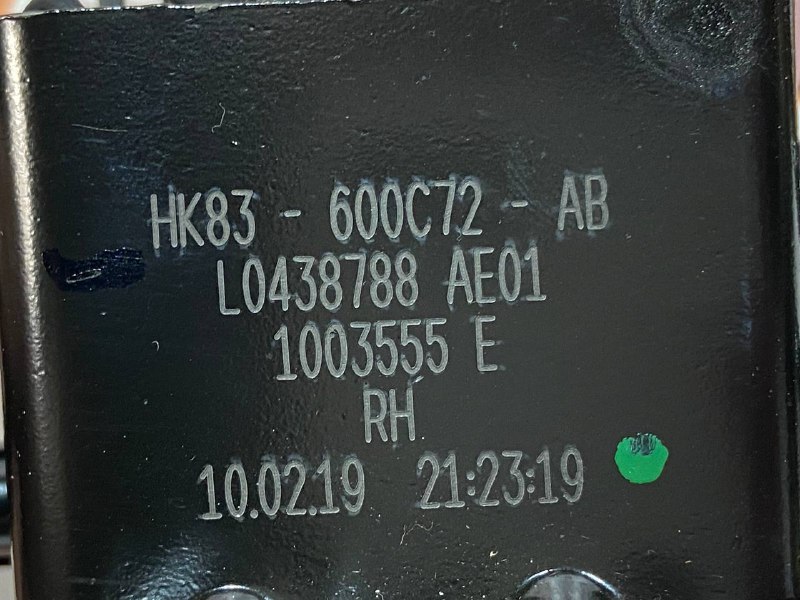 HK83 - 600C72 - AB
L0438788 AE01
1003555 E
RH
10.02.19 21:23:19